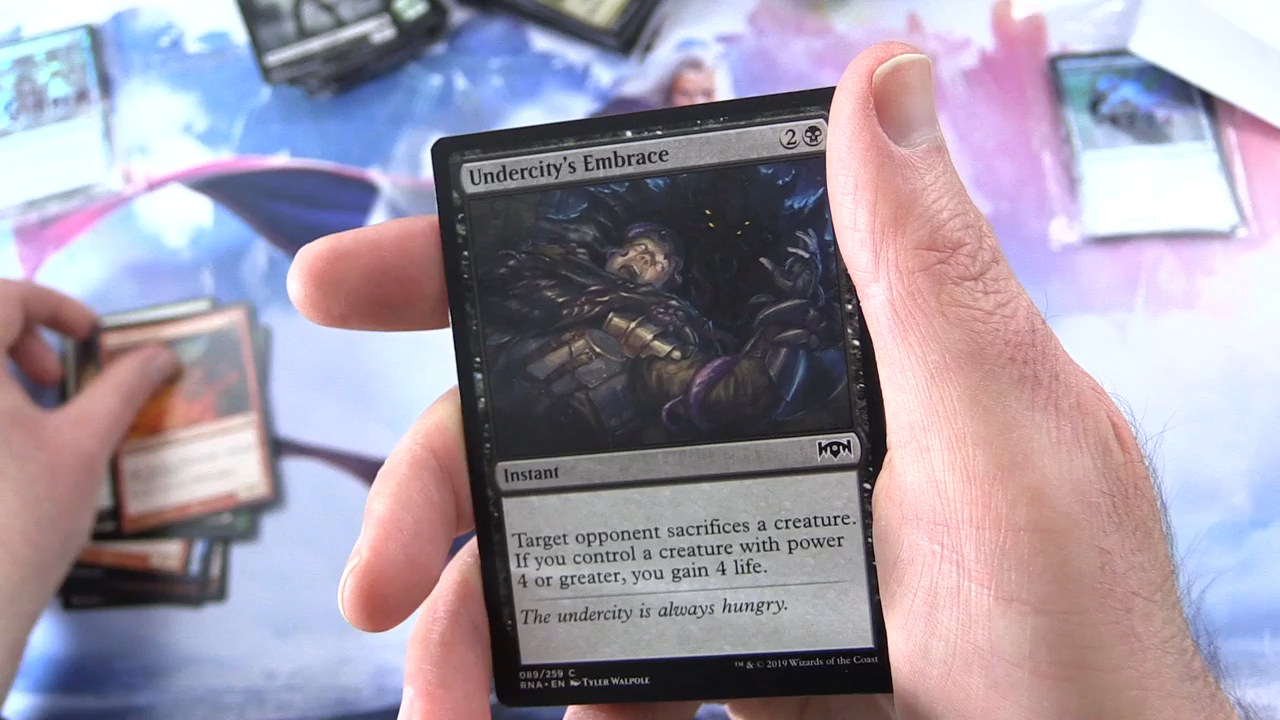 Undercity's Embrace 2
Instant
Target opponent sacrifices a creature.
If you control a creature with power
4 or greater, you gain 4 life.
The undercity is always hungry.
089/259 C
RNA • EN TYLER WALPOLE
™ & © 2019 Wizards of the Coast